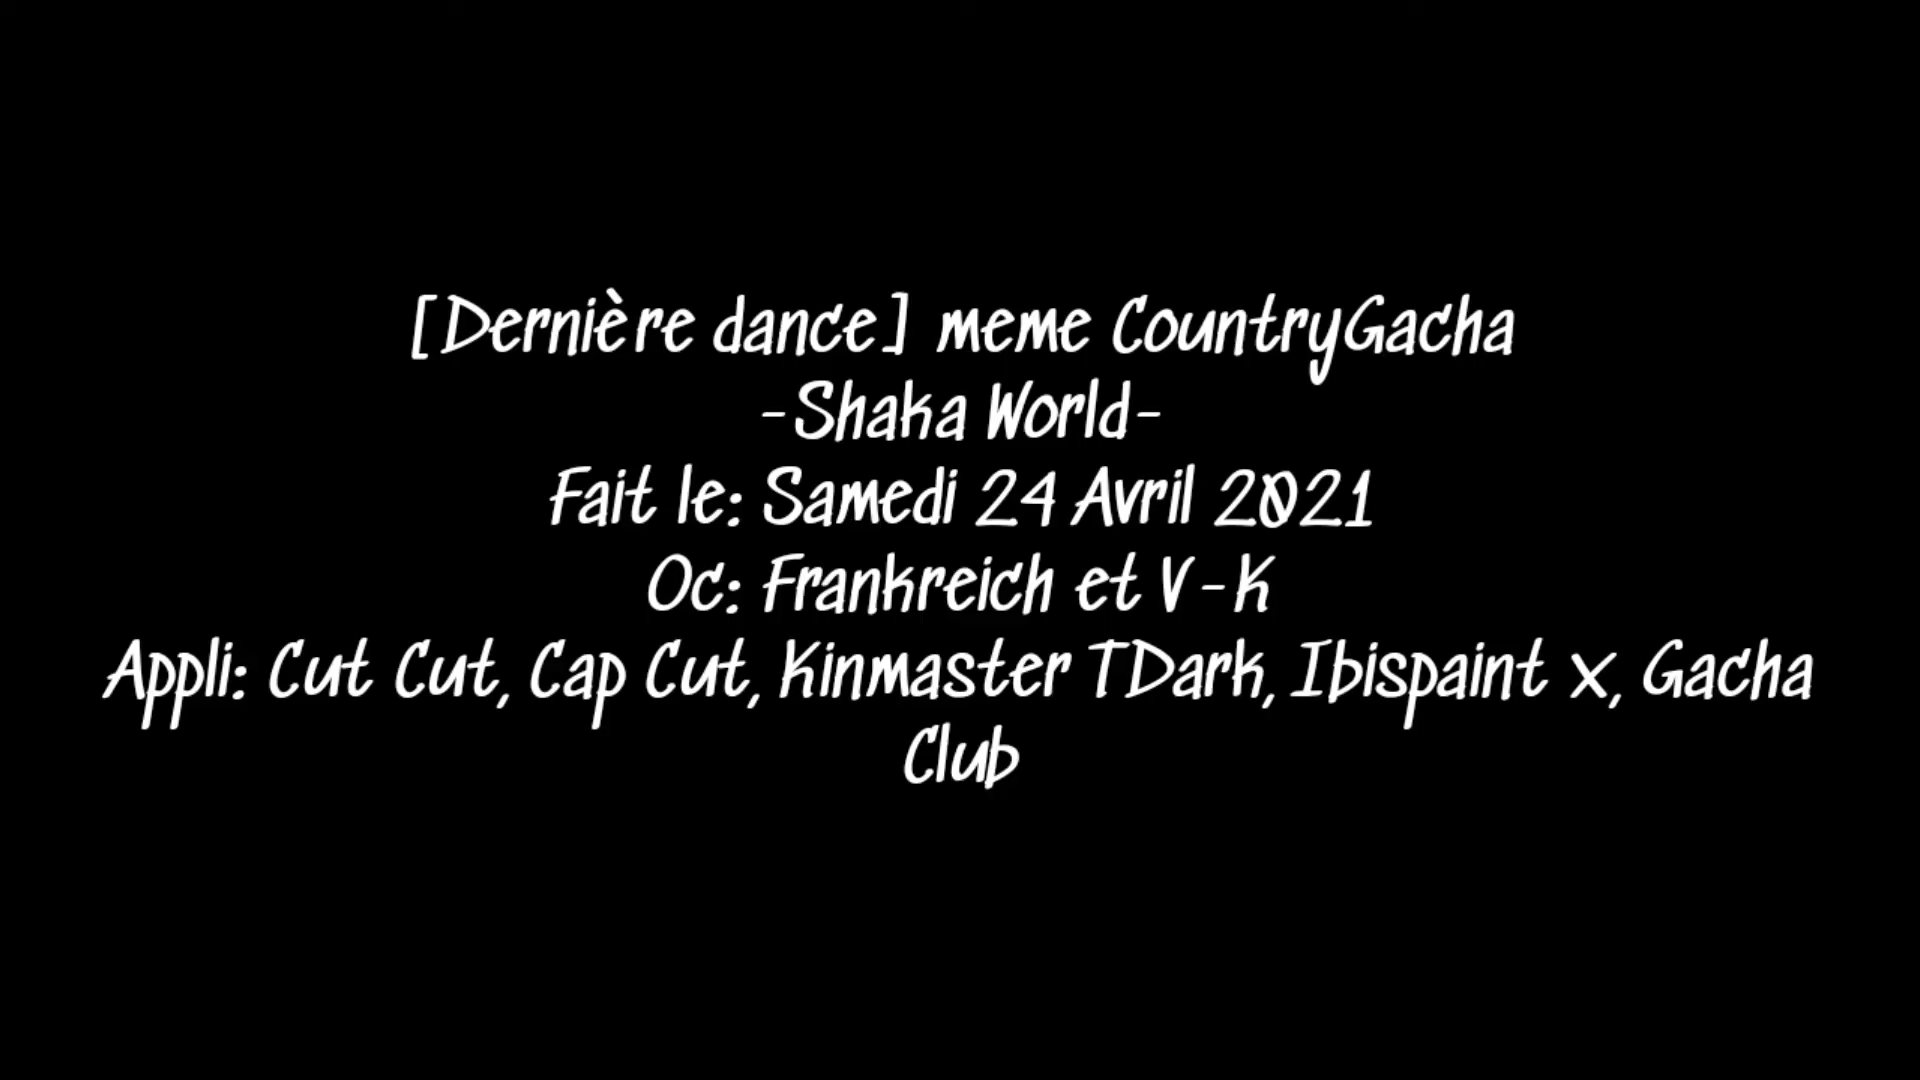 [Dernière dance] meme CountryGacha
-Shaka World-
Fait le: Samedi 24 Avril 2021
Oc: Frankreich et V-K
Appli: Cut Cut, Cap Cut, Kinmaster TDark, Ibispaint x, Gacha
Club